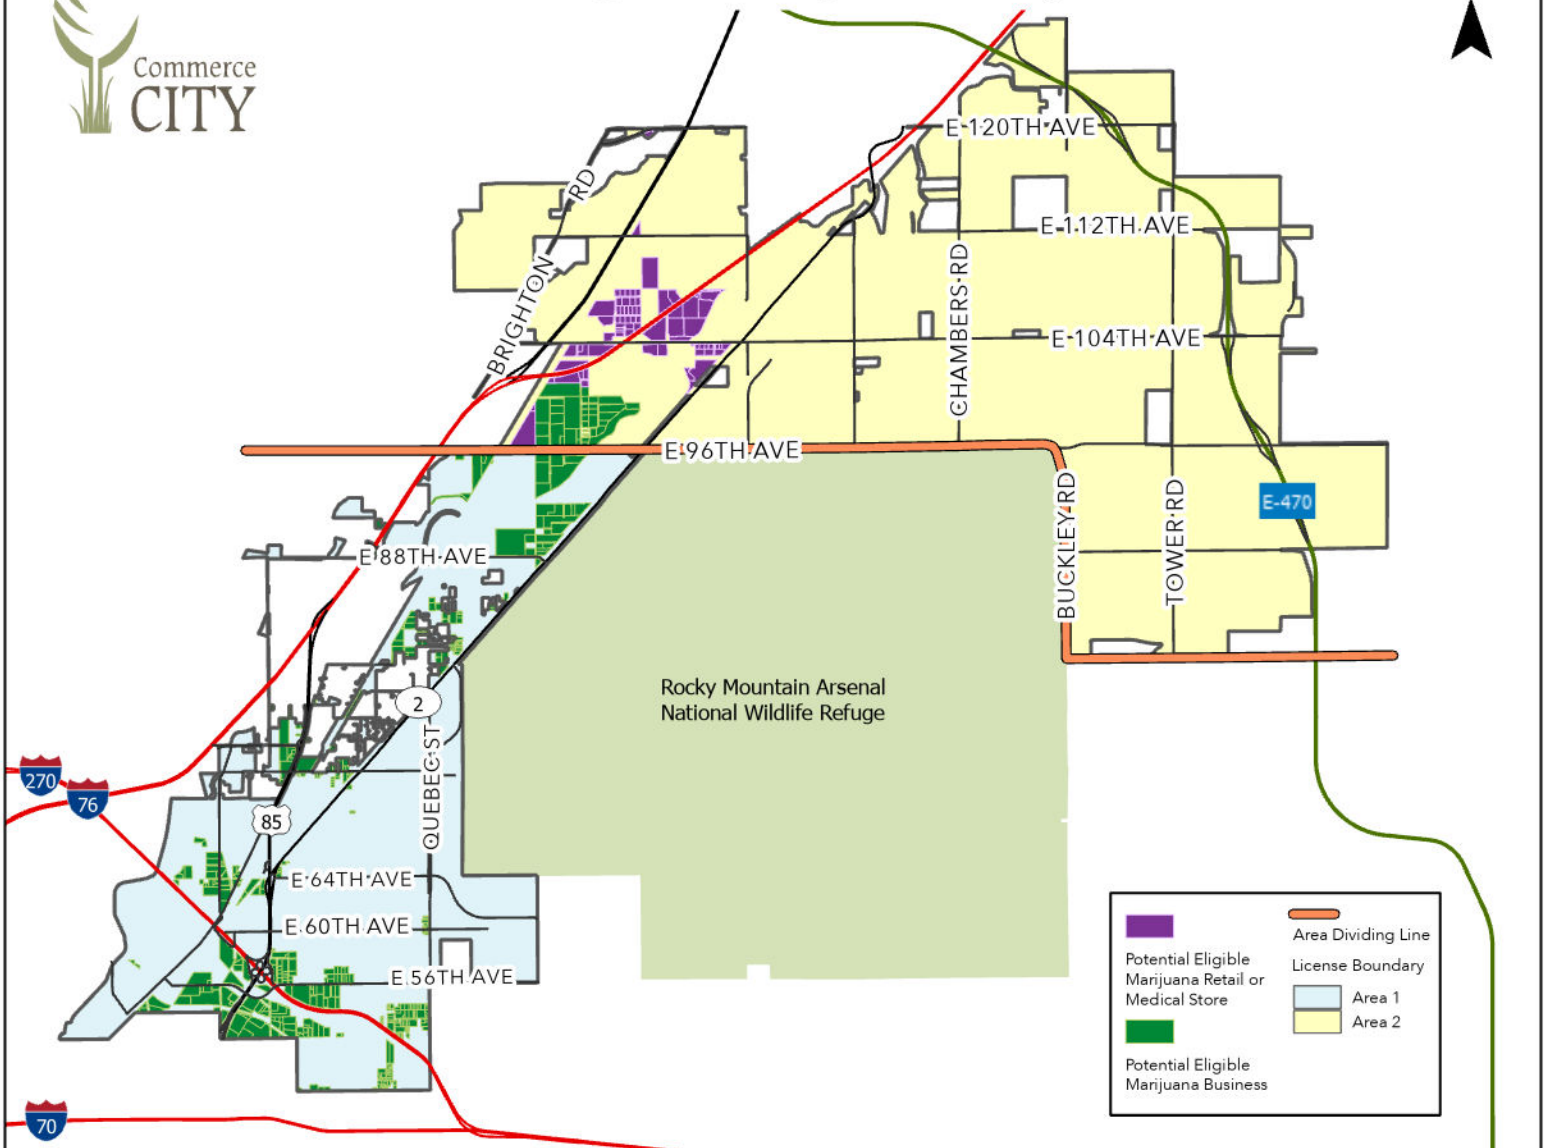 Commerce
CITY
E 120TH AVE
BRIGHTON RD
E 112TH AVE
CHAMBERS RD
E 104TH AVE
E 96TH AVE
BUCKLEY RD
TOWER RD
E-470
E 88TH AVE
Rocky Mountain Arsenal
National Wildlife Refuge
2
QUEBEC ST
270
76
85
E 64TH AVE
E 60TH AVE
E 56TH AVE
70
Potential Eligible
Marijuana Retail or
Medical Store
Potential Eligible
Marijuana Business
Area Dividing Line
License Boundary
Area 1
Area 2